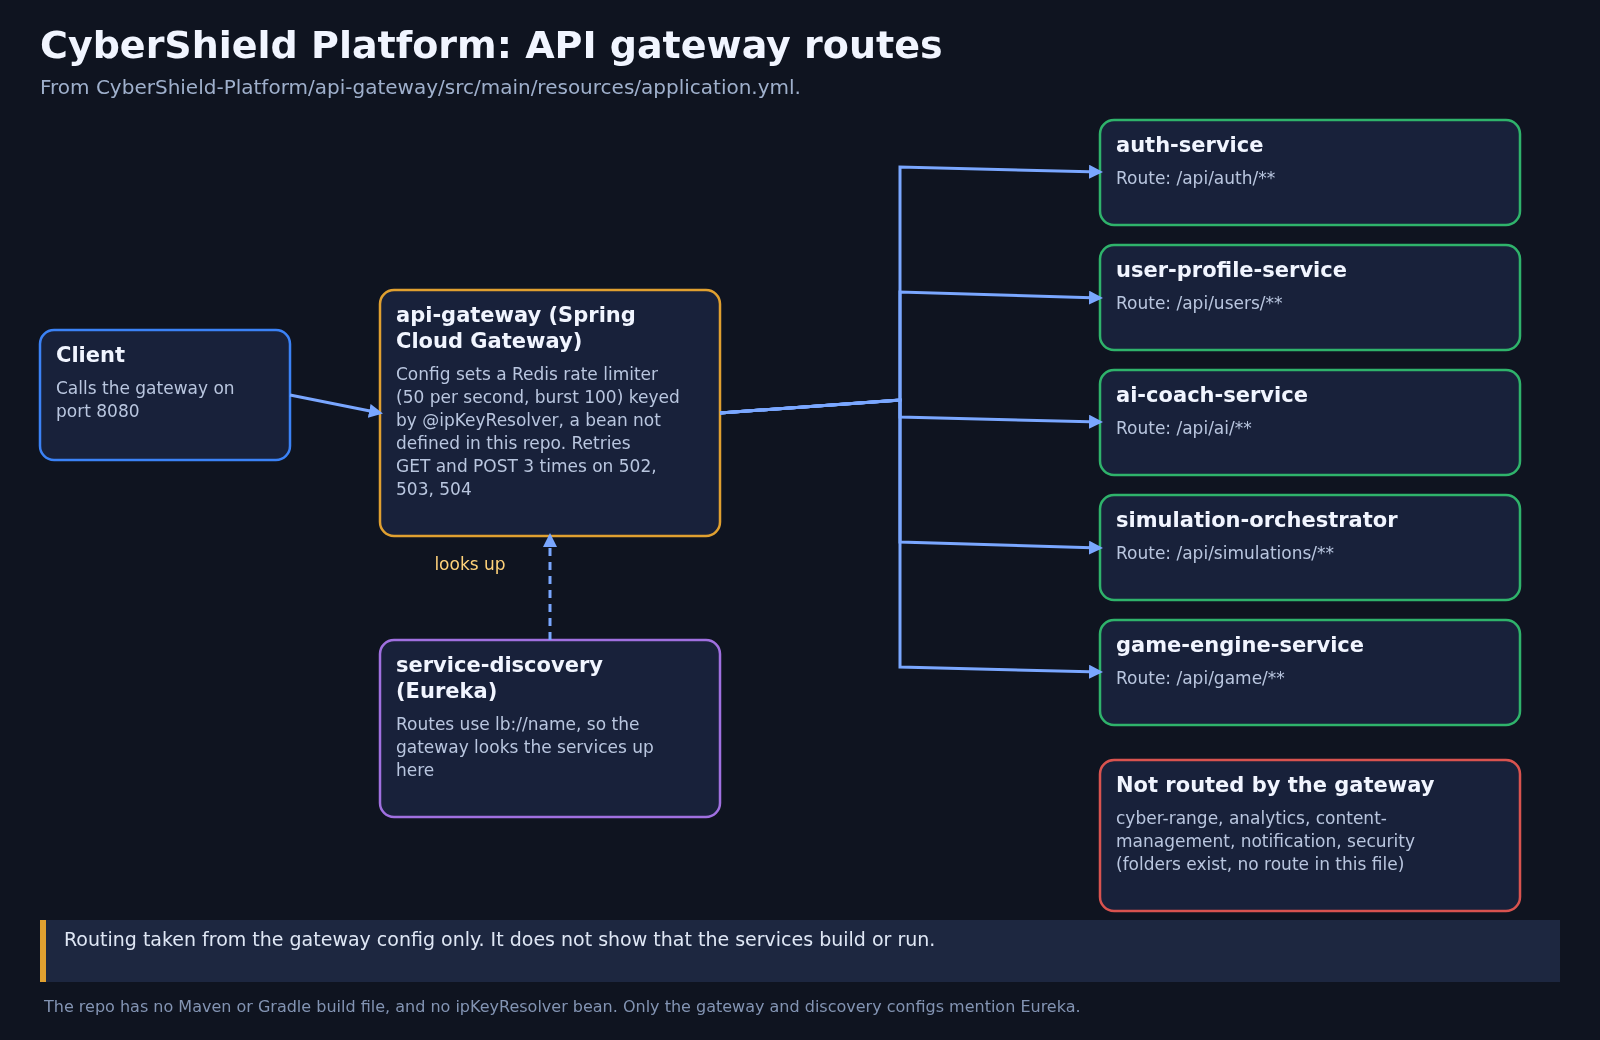 CyberShield Platform: API gateway routes
From CyberShield-Platform/api-gateway/src/main/resources/application.yml.
Client
Calls the gateway on
port 8080
api-gateway (Spring
Cloud Gateway)
Config sets a Redis rate limiter
(50 per second, burst 100) keyed
by @ipKeyResolver, a bean not
defined in this repo. Retries
GET and POST 3 times on 502,
503, 504
looks up
service-discovery
(Eureka)
Routes use lb://name, so the
gateway looks the services up
here
auth-service
Route: /api/auth/**
user-profile-service
Route: /api/users/**
ai-coach-service
Route: /api/ai/**
simulation-orchestrator
Route: /api/simulations/**
game-engine-service
Route: /api/game/**
Not routed by the gateway
cyber-range, analytics, content-
management, notification, security
(folders exist, no route in this file)
Routing taken from the gateway config only. It does not show that the services build or run.
The repo has no Maven or Gradle build file, and no ipKeyResolver bean. Only the gateway and discovery configs mention Eureka.